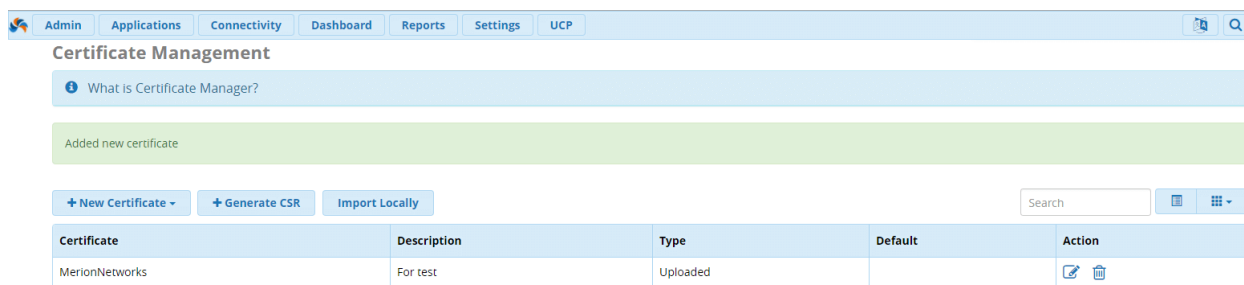 Admin Applications Connectivity Dashboard Reports Settings UCP
Certificate Management
What is Certificate Manager?
Added new certificate
New Certificate Generate CSR Import Locally Search
Certificate Description Type Default Action
MerionNetworks For test Uploaded